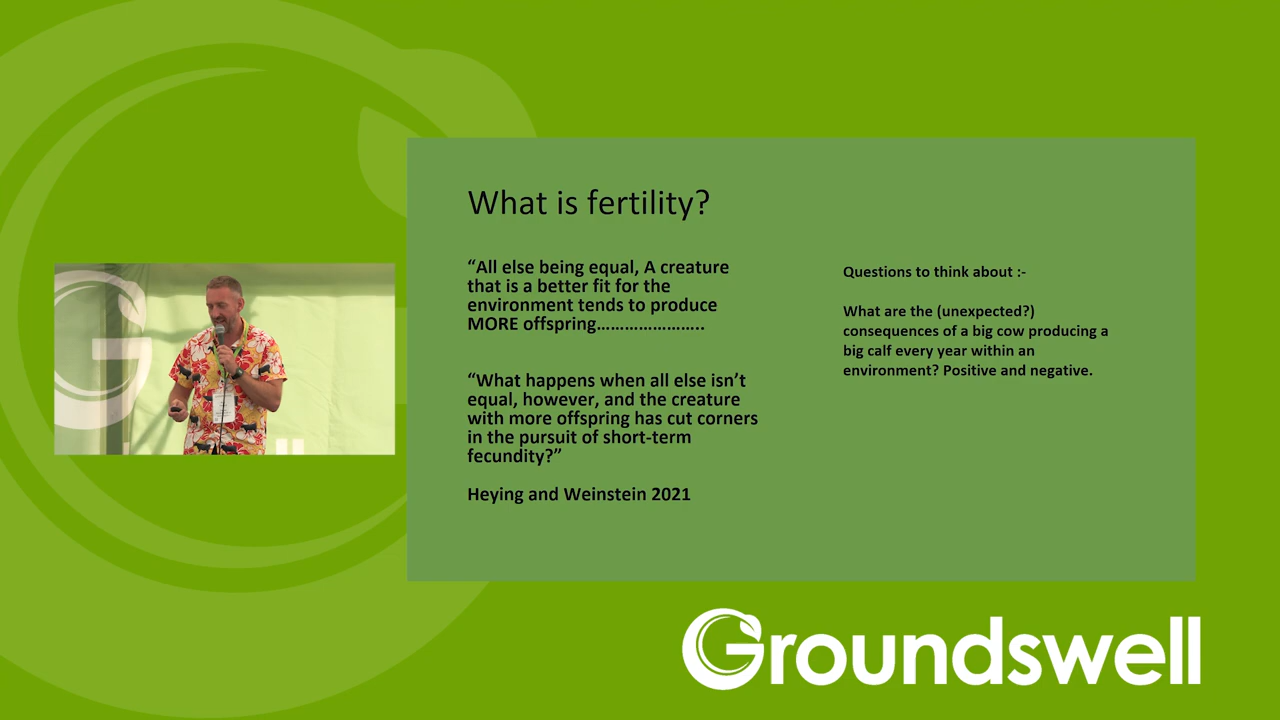 What is fertility?
“All else being equal, A creature
that is a better fit for the
environment tends to produce
MORE offspring…………………..
“What happens when all else isn’t
equal, however, and the creature
with more offspring has cut corners
in the pursuit of short-term
fecundity?”
Heying and Weinstein 2021
Questions to think about :-
What are the (unexpected?)
consequences of a big cow producing a
big calf every year within an
environment? Positive and negative.
Groundswell